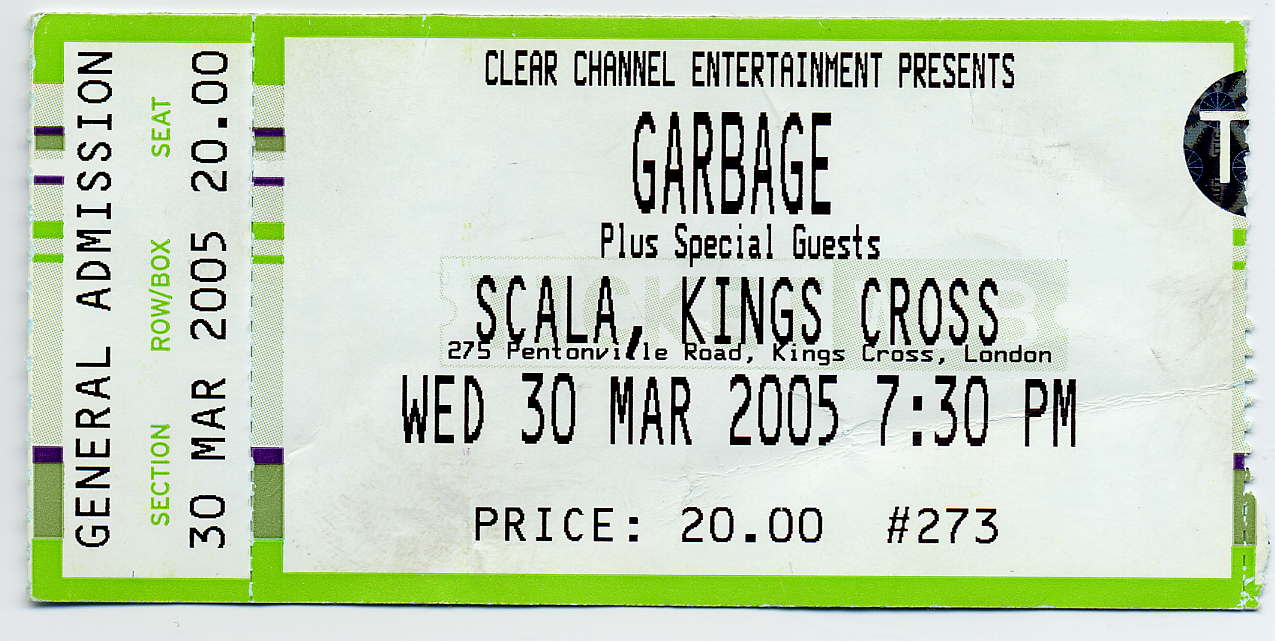 GENERAL ADMISSION
SECTION ROW/BOX SEAT
30 MAR 2005 20.00
CLEAR CHANNEL ENTERTAINMENT PRESENTS
GARBAGE
Plus Special Guests
SCALA, KINGS CROSS
275 Pentonville Road, Kings Cross, London
WED 30 MAR 2005 7:30 PM
PRICE: 20.00 #273
T